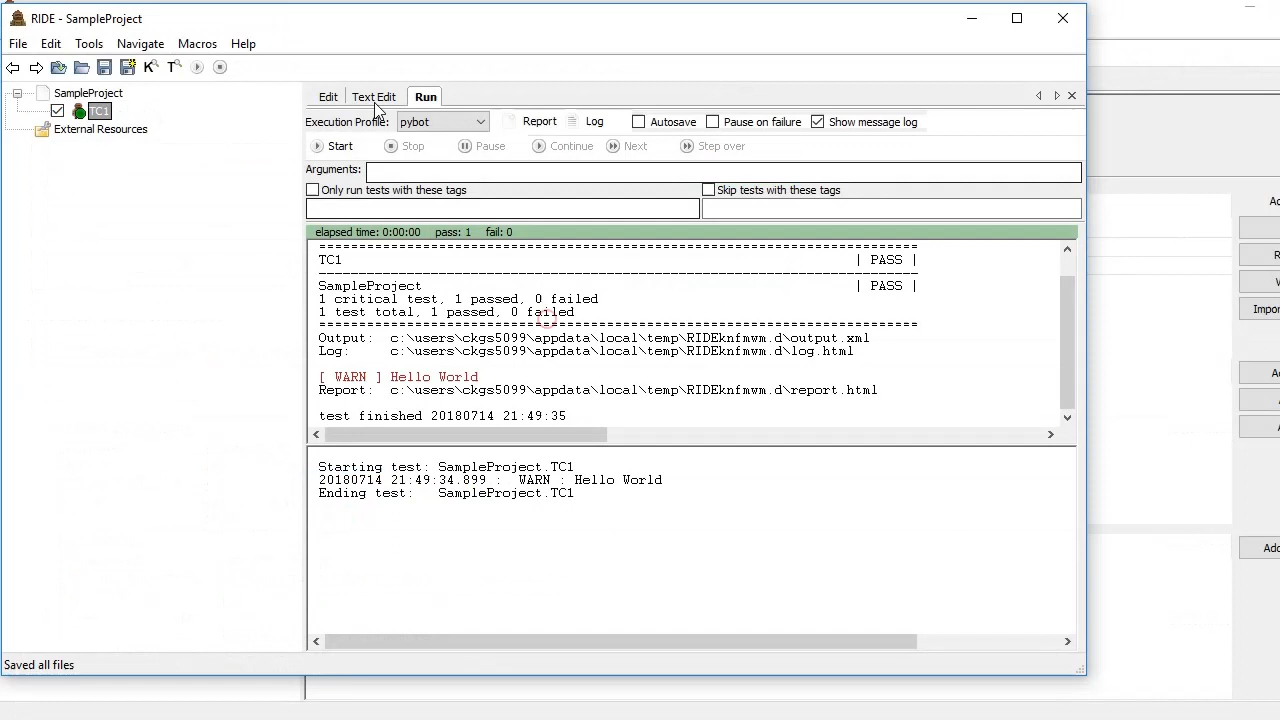 RIDE - SampleProject
File Edit Tools Navigate Macros Help
SampleProject
TC1
External Resources
Edit Text Edit Run
Execution Profile: pybot Report Log Autosave Pause on failure Show message log
Start Stop Pause Continue Next Step over
Arguments:
Only run tests with these tags Skip tests with these tags
elapsed time: 0:00:00 pass: 1 fail: 0
==============================================================================
TC1 | PASS |
------------------------------------------------------------------------------
SampleProject | PASS |
1 critical test, 1 passed, 0 failed
1 test total, 1 passed, 0 failed
==============================================================================
Output: c:\users\ckgs5099\appdata\local\temp\RIDEknfmwm.d\output.xml
Log: c:\users\ckgs5099\appdata\local\temp\RIDEknfmwm.d\log.html
[ WARN ] Hello World
Report: c:\users\ckgs5099\appdata\local\temp\RIDEknfmwm.d\report.html
test finished 20180714 21:49:35
Starting test: SampleProject.TC1
20180714 21:49:34.899 : WARN : Hello World
Ending test: SampleProject.TC1
Saved all files
Impor
Add